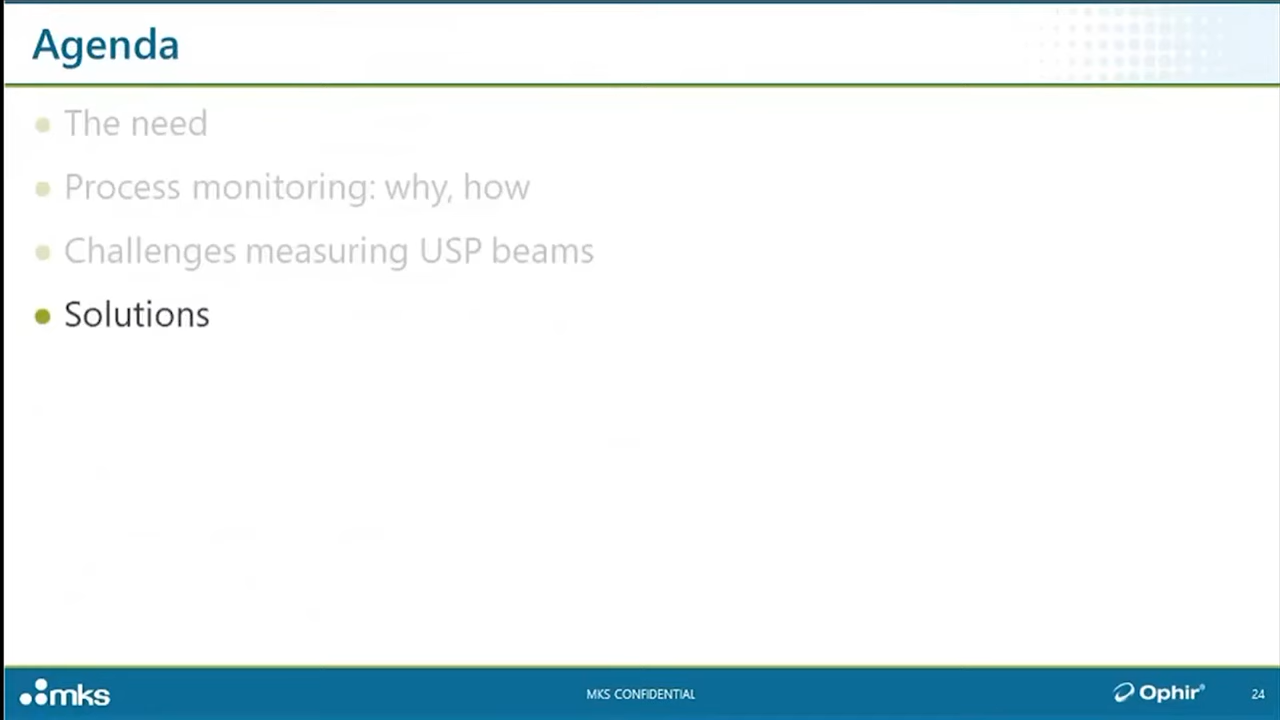 Agenda
The need
Process monitoring: why, how
Challenges measuring USP beams
Solutions
mks
MKS CONFIDENTIAL
Ophir®
24